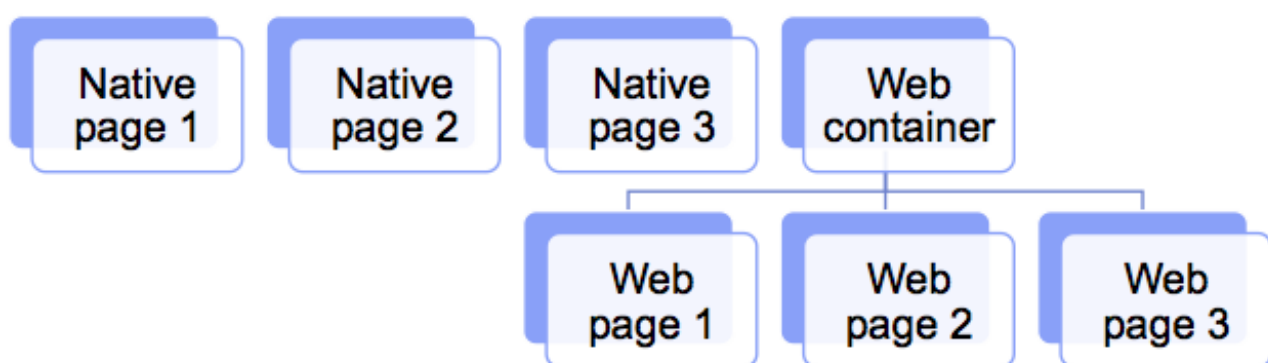 Native
page 1
Native
page 2
Native
page 3
Web
container
Web
page 1
Web
page 2
Web
page 3